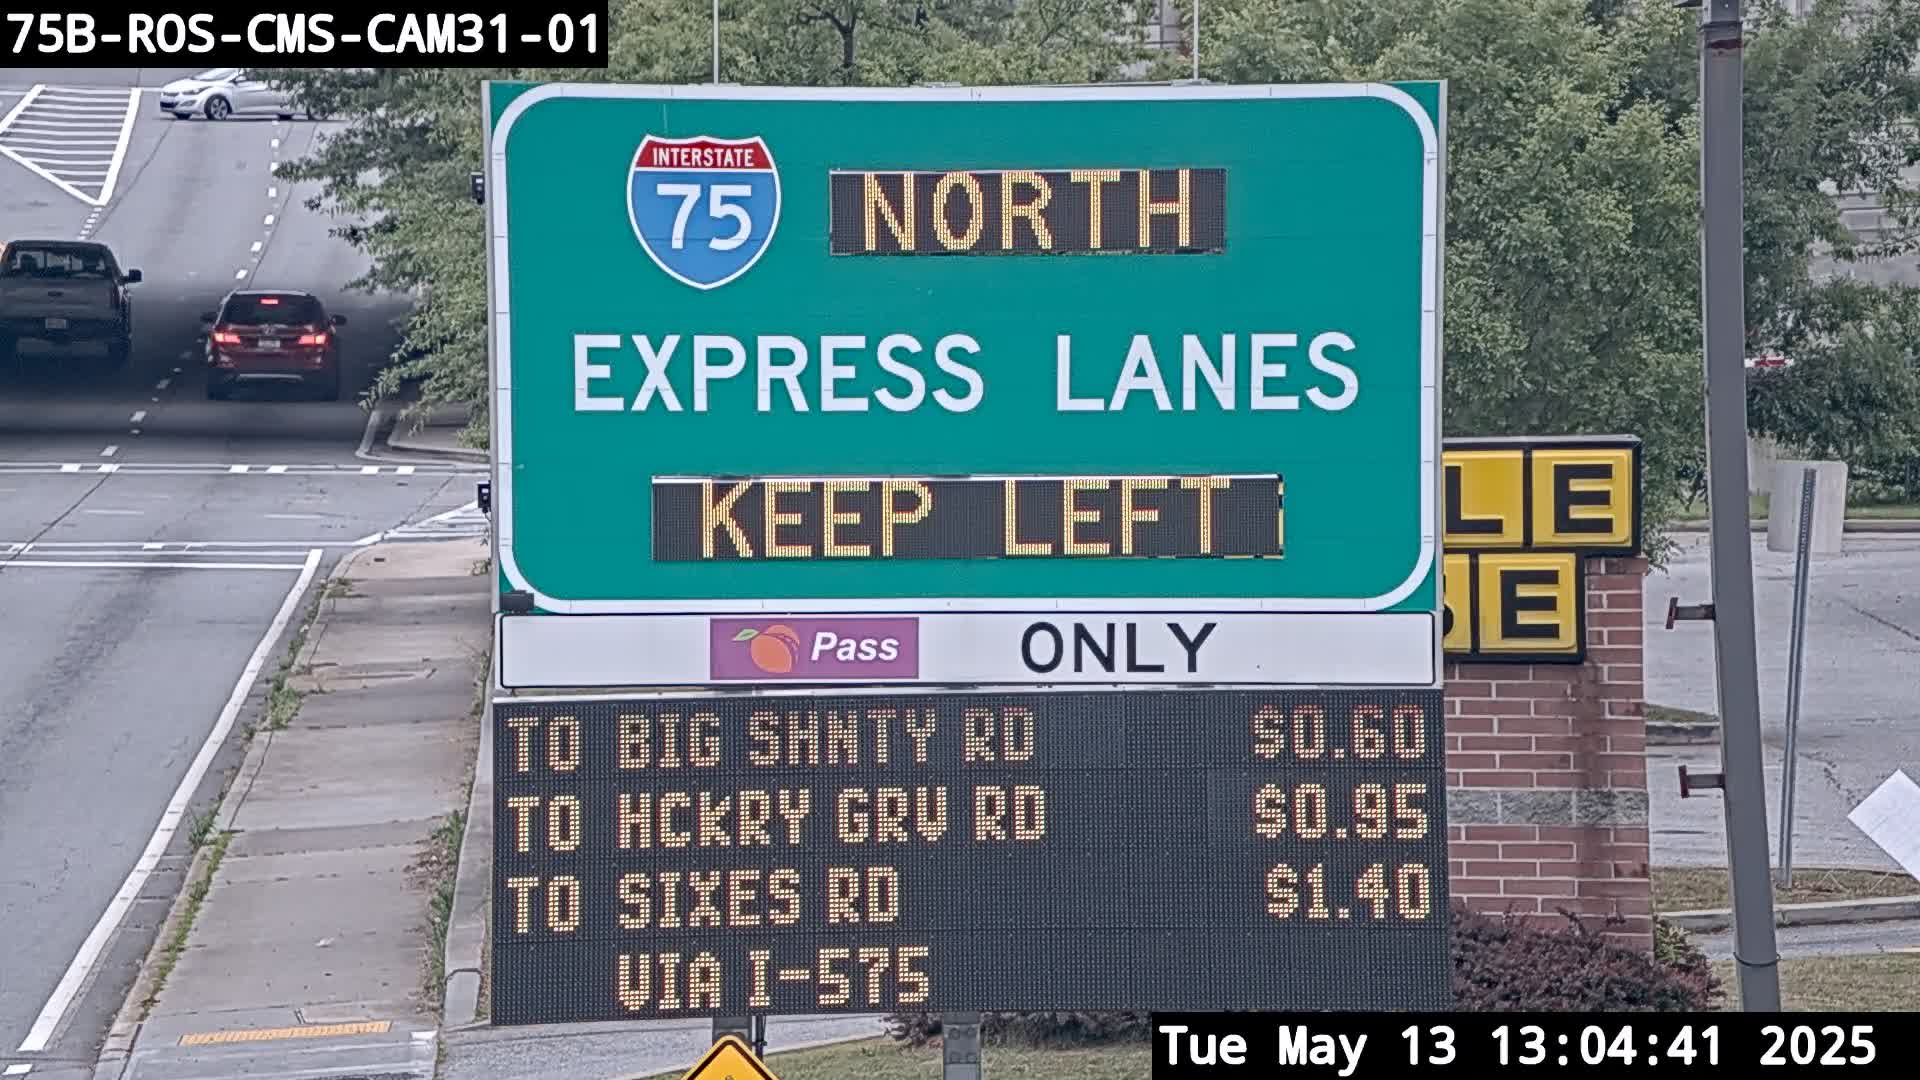 75B-ROS-CMS-CAM31-01
INTERSTATE
75
NORTH
EXPRESS LANES
KEEP LEFT
Pass ONLY
TO BIG SHNTY RD $0.60
TO HCKRY GRV RD $0.95
TO SIXES RD $1.40
VIA I-575
LE
E
Tue May 13 13:04:41 2025